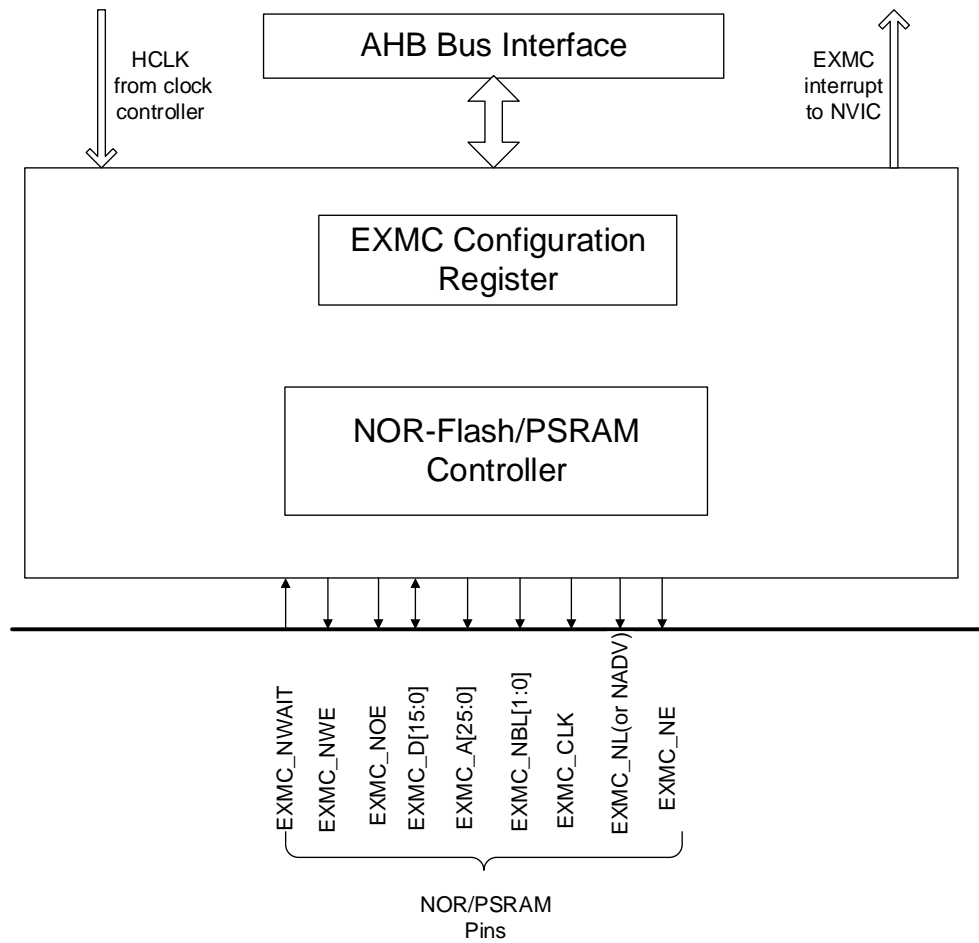 HCLK
from clock
controller
AHB Bus Interface
EXMC
interrupt
to NVIC
EXMC Configuration
Register
NOR-Flash/PSRAM
Controller
EXMC_NWAIT
EXMC_NWE
EXMC_NOE
EXMC_D[15:0]
EXMC_A[25:0]
EXMC_NBL[1:0]
EXMC_CLK
EXMC_NL(or NADV)
EXMC_NE
NOR/PSRAM
Pins